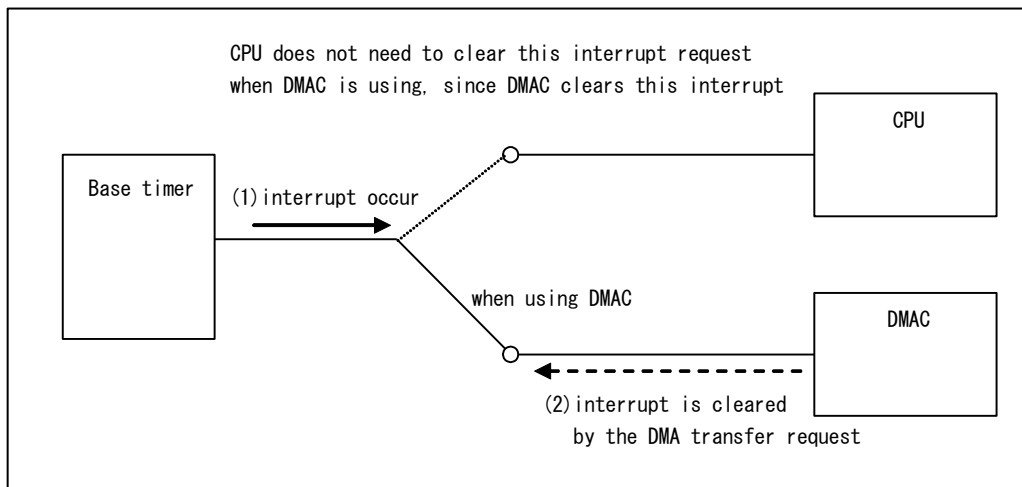 CPU does not need to clear this interrupt request
when DMAC is using, since DMAC clears this interrupt
CPU
Base timer
(1)interrupt occur
when using DMAC
DMAC
(2)interrupt is cleared
by the DMA transfer request